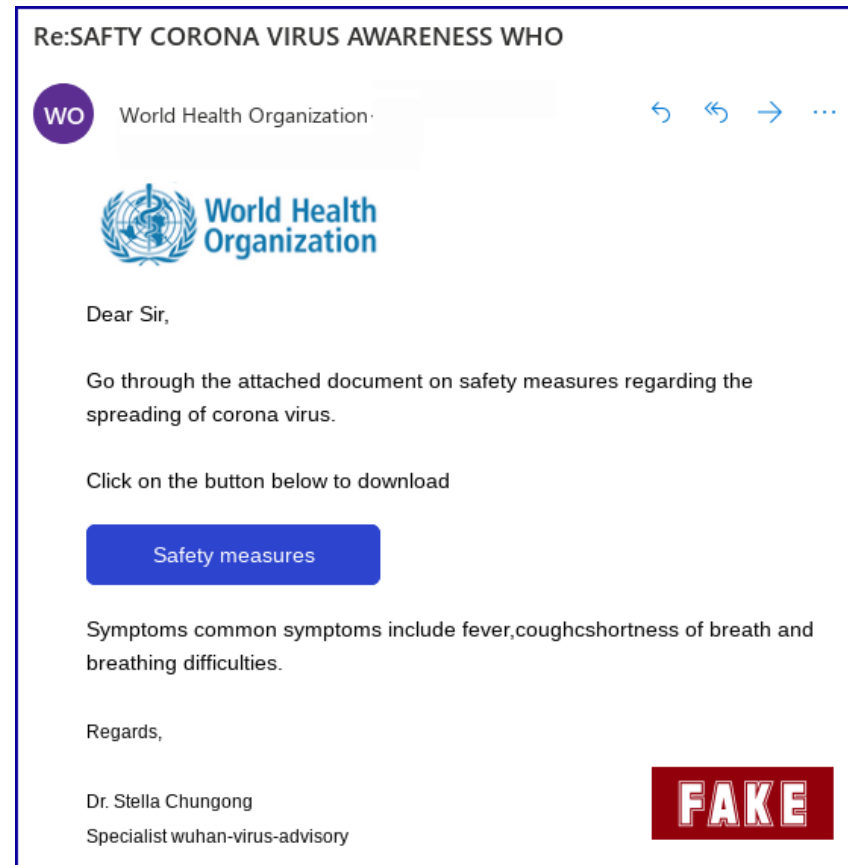 Re:SAFTY CORONA VIRUS AWARENESS WHO
WO
World Health Organization
World Health
Organization
Dear Sir,
Go through the attached document on safety measures regarding the
spreading of corona virus.
Click on the button below to download
Safety measures
Symptoms common symptoms include fever,coughcshortness of breath and
breathing difficulties.
Regards,
Dr. Stella Chungong
Specialist wuhan-virus-advisory
FAKE